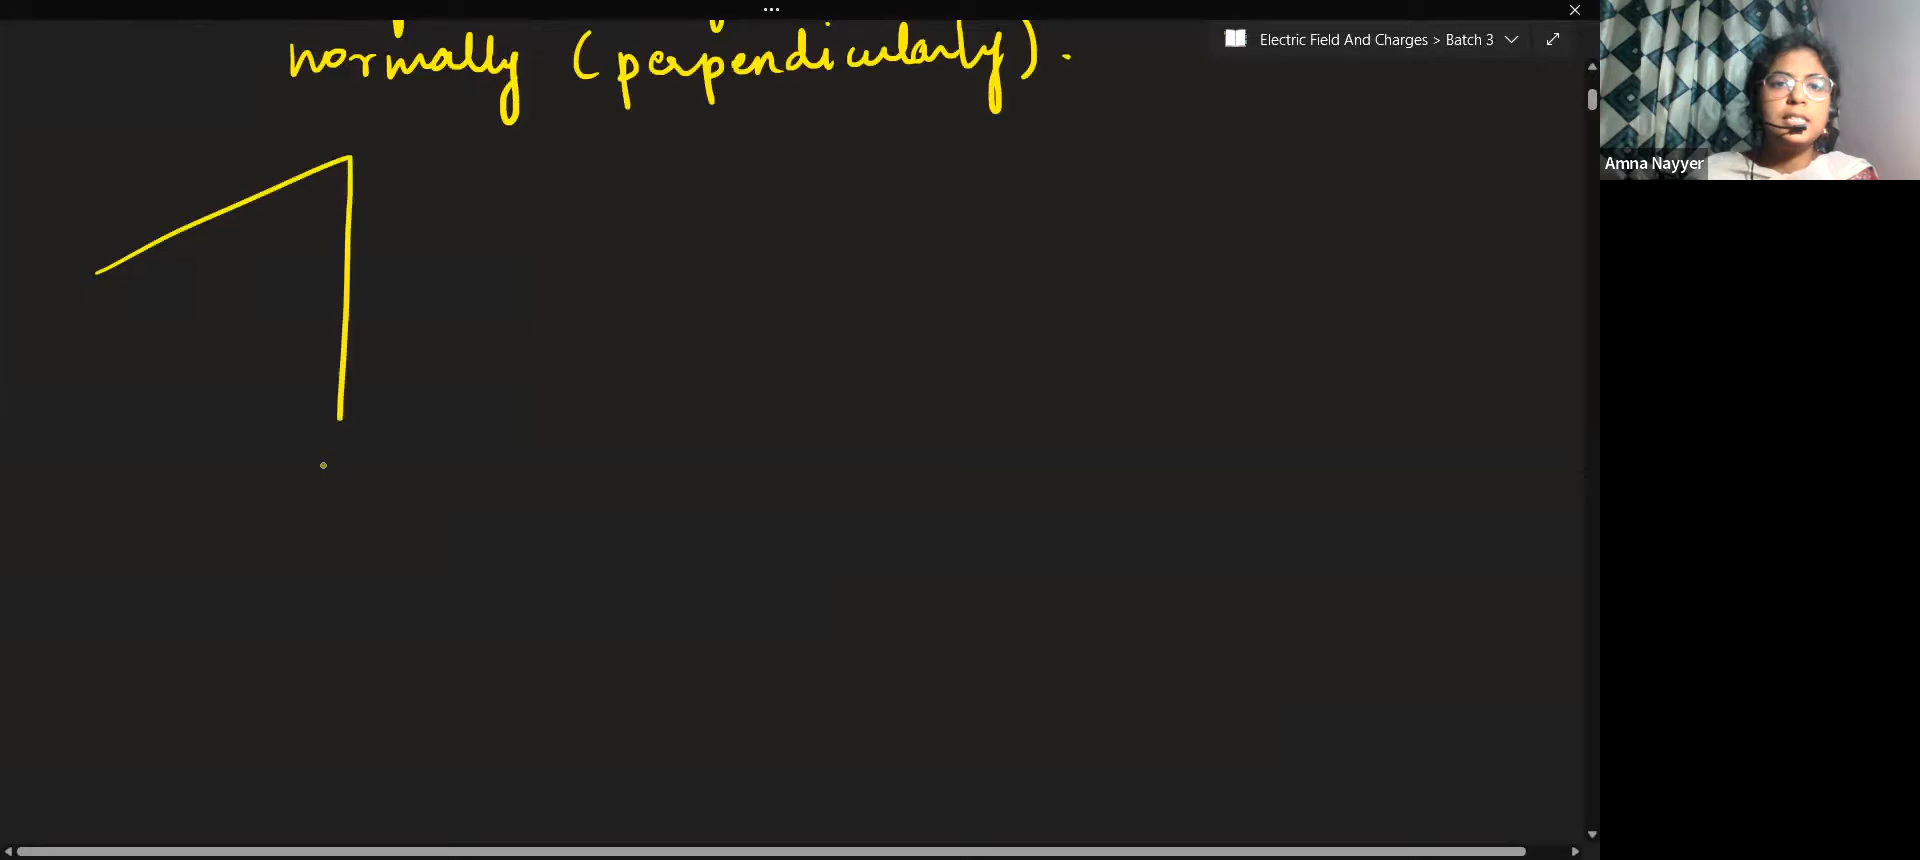 normally (perpendicularly).
Electric Field And Charges > Batch 3
Amna Nayyer